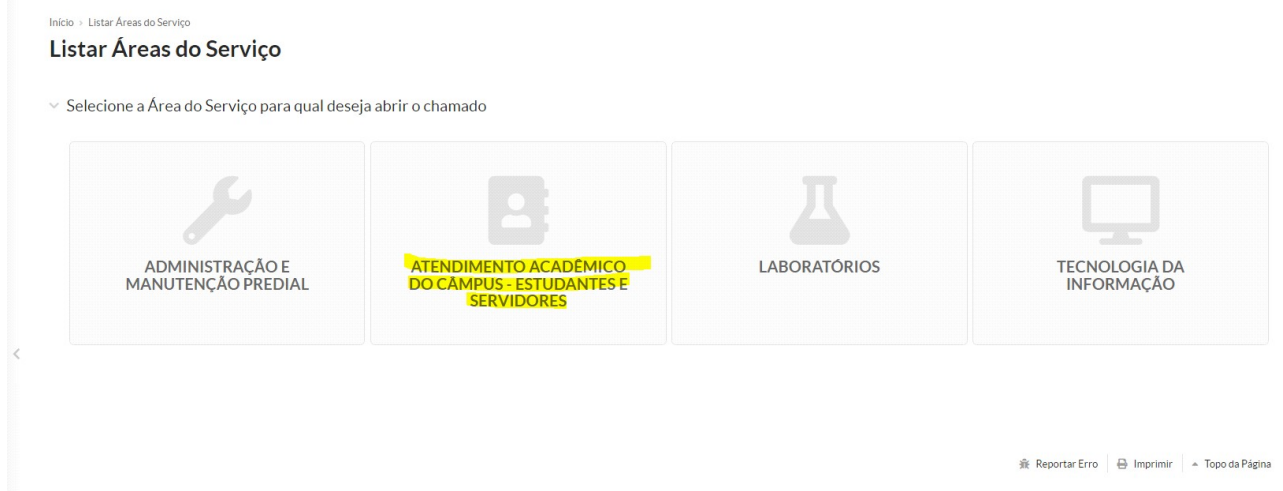 Início > Listar Áreas do Serviço
Listar Áreas do Serviço
Selecione a Área do Serviço para qual deseja abrir o chamado
ADMINISTRAÇÃO E
MANUTENÇÃO PREDIAL
ATENDIMENTO ACADÊMICO
DO CÂMPUS - ESTUDANTES E
SERVIDORES
LABORATÓRIOS
TECNOLOGIA DA
INFORMAÇÃO
Reportar Erro Imprimir Topo da Página